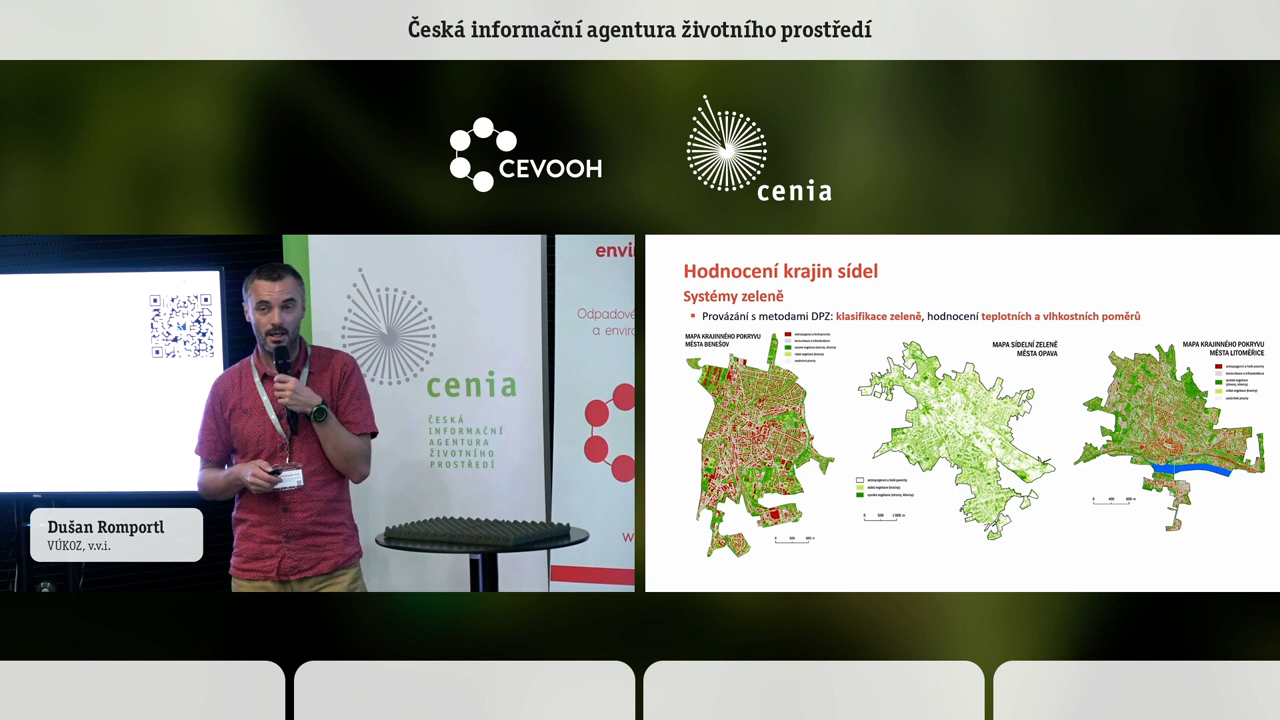 Česká informační agentura životního prostředí
CEVOOH
cenia
envi
Odpadové
a enviro
cenia
ČESKÁ
INFORMAČNÍ
AGENTURA
ŽIVOTNÍHO
PROSTŘEDÍ
w
Dušan Romportl
VÚKOZ, v.v.i.
Hodnocení krajin sídel
Systémy zeleně
▪ Provázání s metodami DPZ: klasifikace zeleně, hodnocení teplotních a vlhkostních poměrů
MAPA KRAJINNÉHO POKRYVU
MĚSTA BENEŠOV
MAPA SÍDELNÍ ZELENĚ
MĚSTA OPAVA
MAPA KRAJINNÉHO POKRYVU
MĚSTA LITOMĚŘICE